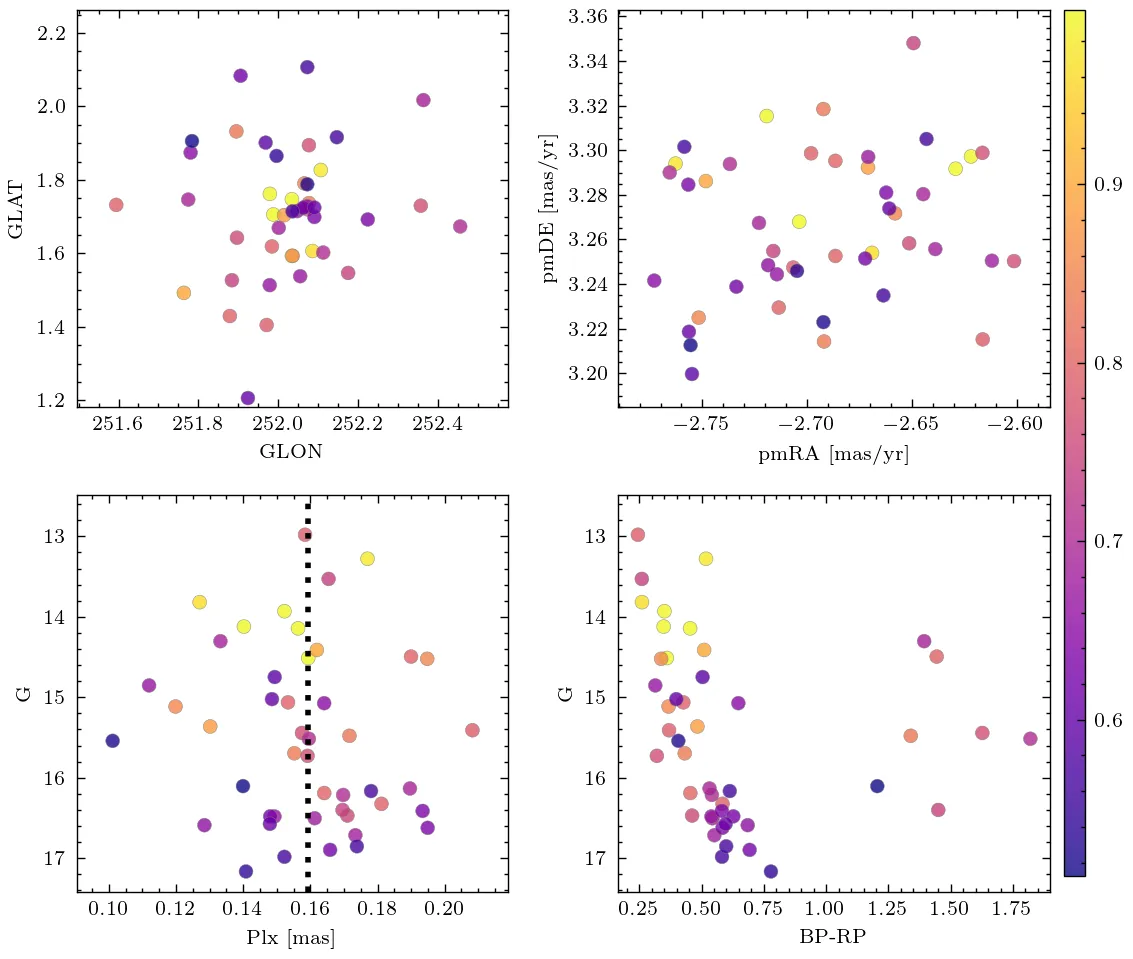 2.2
2.0
1.8
1.6
1.4
1.2
GLAT
251.6 251.8 252.0 252.2 252.4
GLON
3.36
3.34
3.32
3.30
3.28
3.26
3.24
3.22
3.20
pmDE [mas/yr]
−2.75 −2.70 −2.65 −2.60
pmRA [mas/yr]
13
14
15
16
17
G
0.10 0.12 0.14 0.16 0.18 0.20
Plx [mas]
13
14
15
16
17
G
0.25 0.50 0.75 1.00 1.25 1.50 1.75
BP-RP
0.9
0.8
0.7
0.6